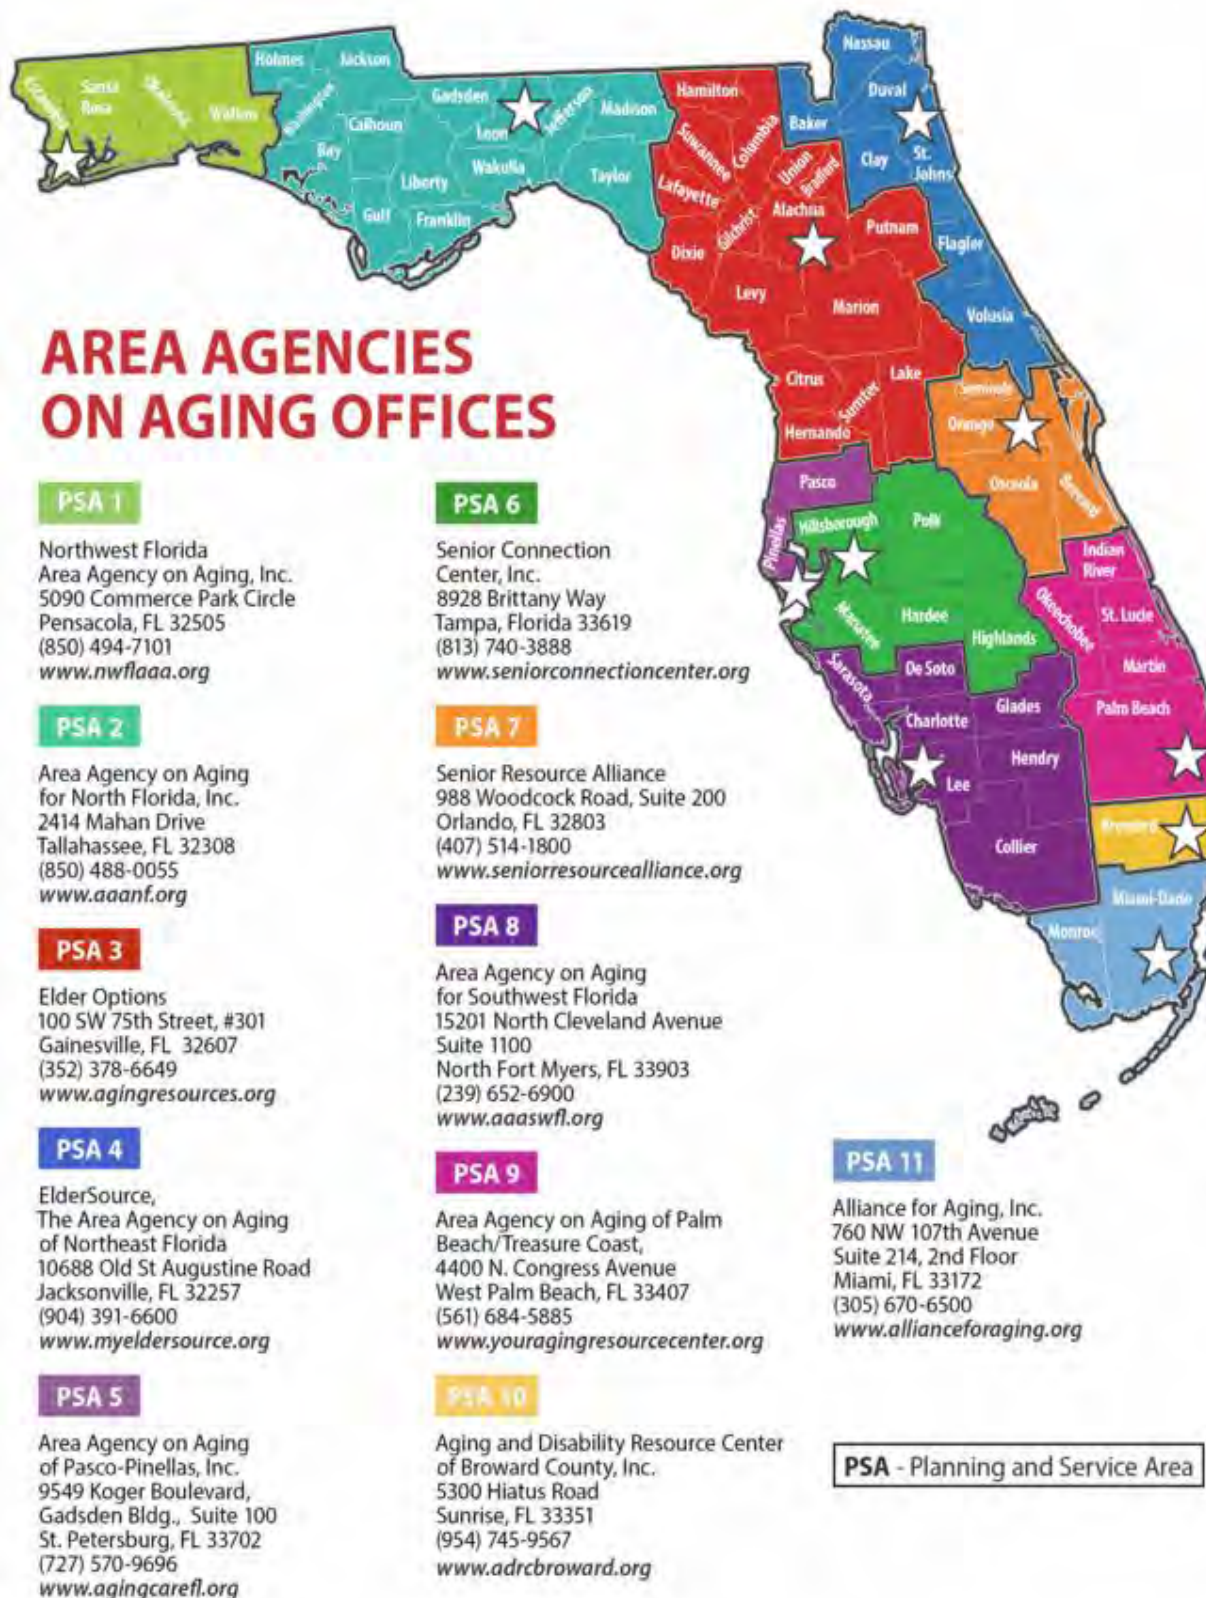 Nassau
Holmes
Jackson
Duval
Escambia
Santa
Rosa
Okaloosa
Walton
Washington
Gadsden
Jefferson
Madison
Hamilton
Baker
Calhoun
Leon
Suwannee
Columbia
Union
Bradford
Clay
St.
Johns
Bay
Liberty
Wakulla
Taylor
Lafayette
Gulf
Franklin
Gilchrist
Alachua
Putnam
Dixie
Flagler
Levy
Marion
Volusia
Citrus
Sumter
Lake
Hernando
Seminole
Orange
Osceola
Brevard
Pasco
Pinellas
Hillsborough
Polk
Indian
River
Manatee
Hardee
Highlands
Okeechobee
St. Lucie
Sarasota
De Soto
Martin
Charlotte
Glades
Palm Beach
Lee
Hendry
Collier
Broward
Miami-Dade
Monroe
AREA AGENCIES
ON AGING OFFICES
PSA 1
Northwest Florida
Area Agency on Aging, Inc.
5090 Commerce Park Circle
Pensacola, FL 32505
(850) 494-7101
www.nwflaaa.org
PSA 2
Area Agency on Aging
for North Florida, Inc.
2414 Mahan Drive
Tallahassee, FL 32308
(850) 488-0055
www.aaanf.org
PSA 3
Elder Options
100 SW 75th Street, #301
Gainesville, FL 32607
(352) 378-6649
www.agingresources.org
PSA 4
ElderSource,
The Area Agency on Aging
of Northeast Florida
10688 Old St Augustine Road
Jacksonville, FL 32257
(904) 391-6600
www.myeldersource.org
PSA 5
Area Agency on Aging
of Pasco-Pinellas, Inc.
9549 Koger Boulevard,
Gadsden Bldg., Suite 100
St. Petersburg, FL 33702
(727) 570-9696
www.agingcarefl.org
PSA 6
Senior Connection
Center, Inc.
8928 Brittany Way
Tampa, Florida 33619
(813) 740-3888
www.seniorconnectioncenter.org
PSA 7
Senior Resource Alliance
988 Woodcock Road, Suite 200
Orlando, FL 32803
(407) 514-1800
www.seniorresourcealliance.org
PSA 8
Area Agency on Aging
for Southwest Florida
15201 North Cleveland Avenue
Suite 1100
North Fort Myers, FL 33903
(239) 652-6900
www.aaaswfl.org
PSA 9
Area Agency on Aging of Palm
Beach/Treasure Coast,
4400 N. Congress Avenue
West Palm Beach, FL 33407
(561) 684-5885
www.youragingresourcecenter.org
PSA 10
Aging and Disability Resource Center
of Broward County, Inc.
5300 Hiatus Road
Sunrise, FL 33351
(954) 745-9567
www.adrcbroward.org
PSA 11
Alliance for Aging, Inc.
760 NW 107th Avenue
Suite 214, 2nd Floor
Miami, FL 33172
(305) 670-6500
www.allianceforaging.org
PSA - Planning and Service Area